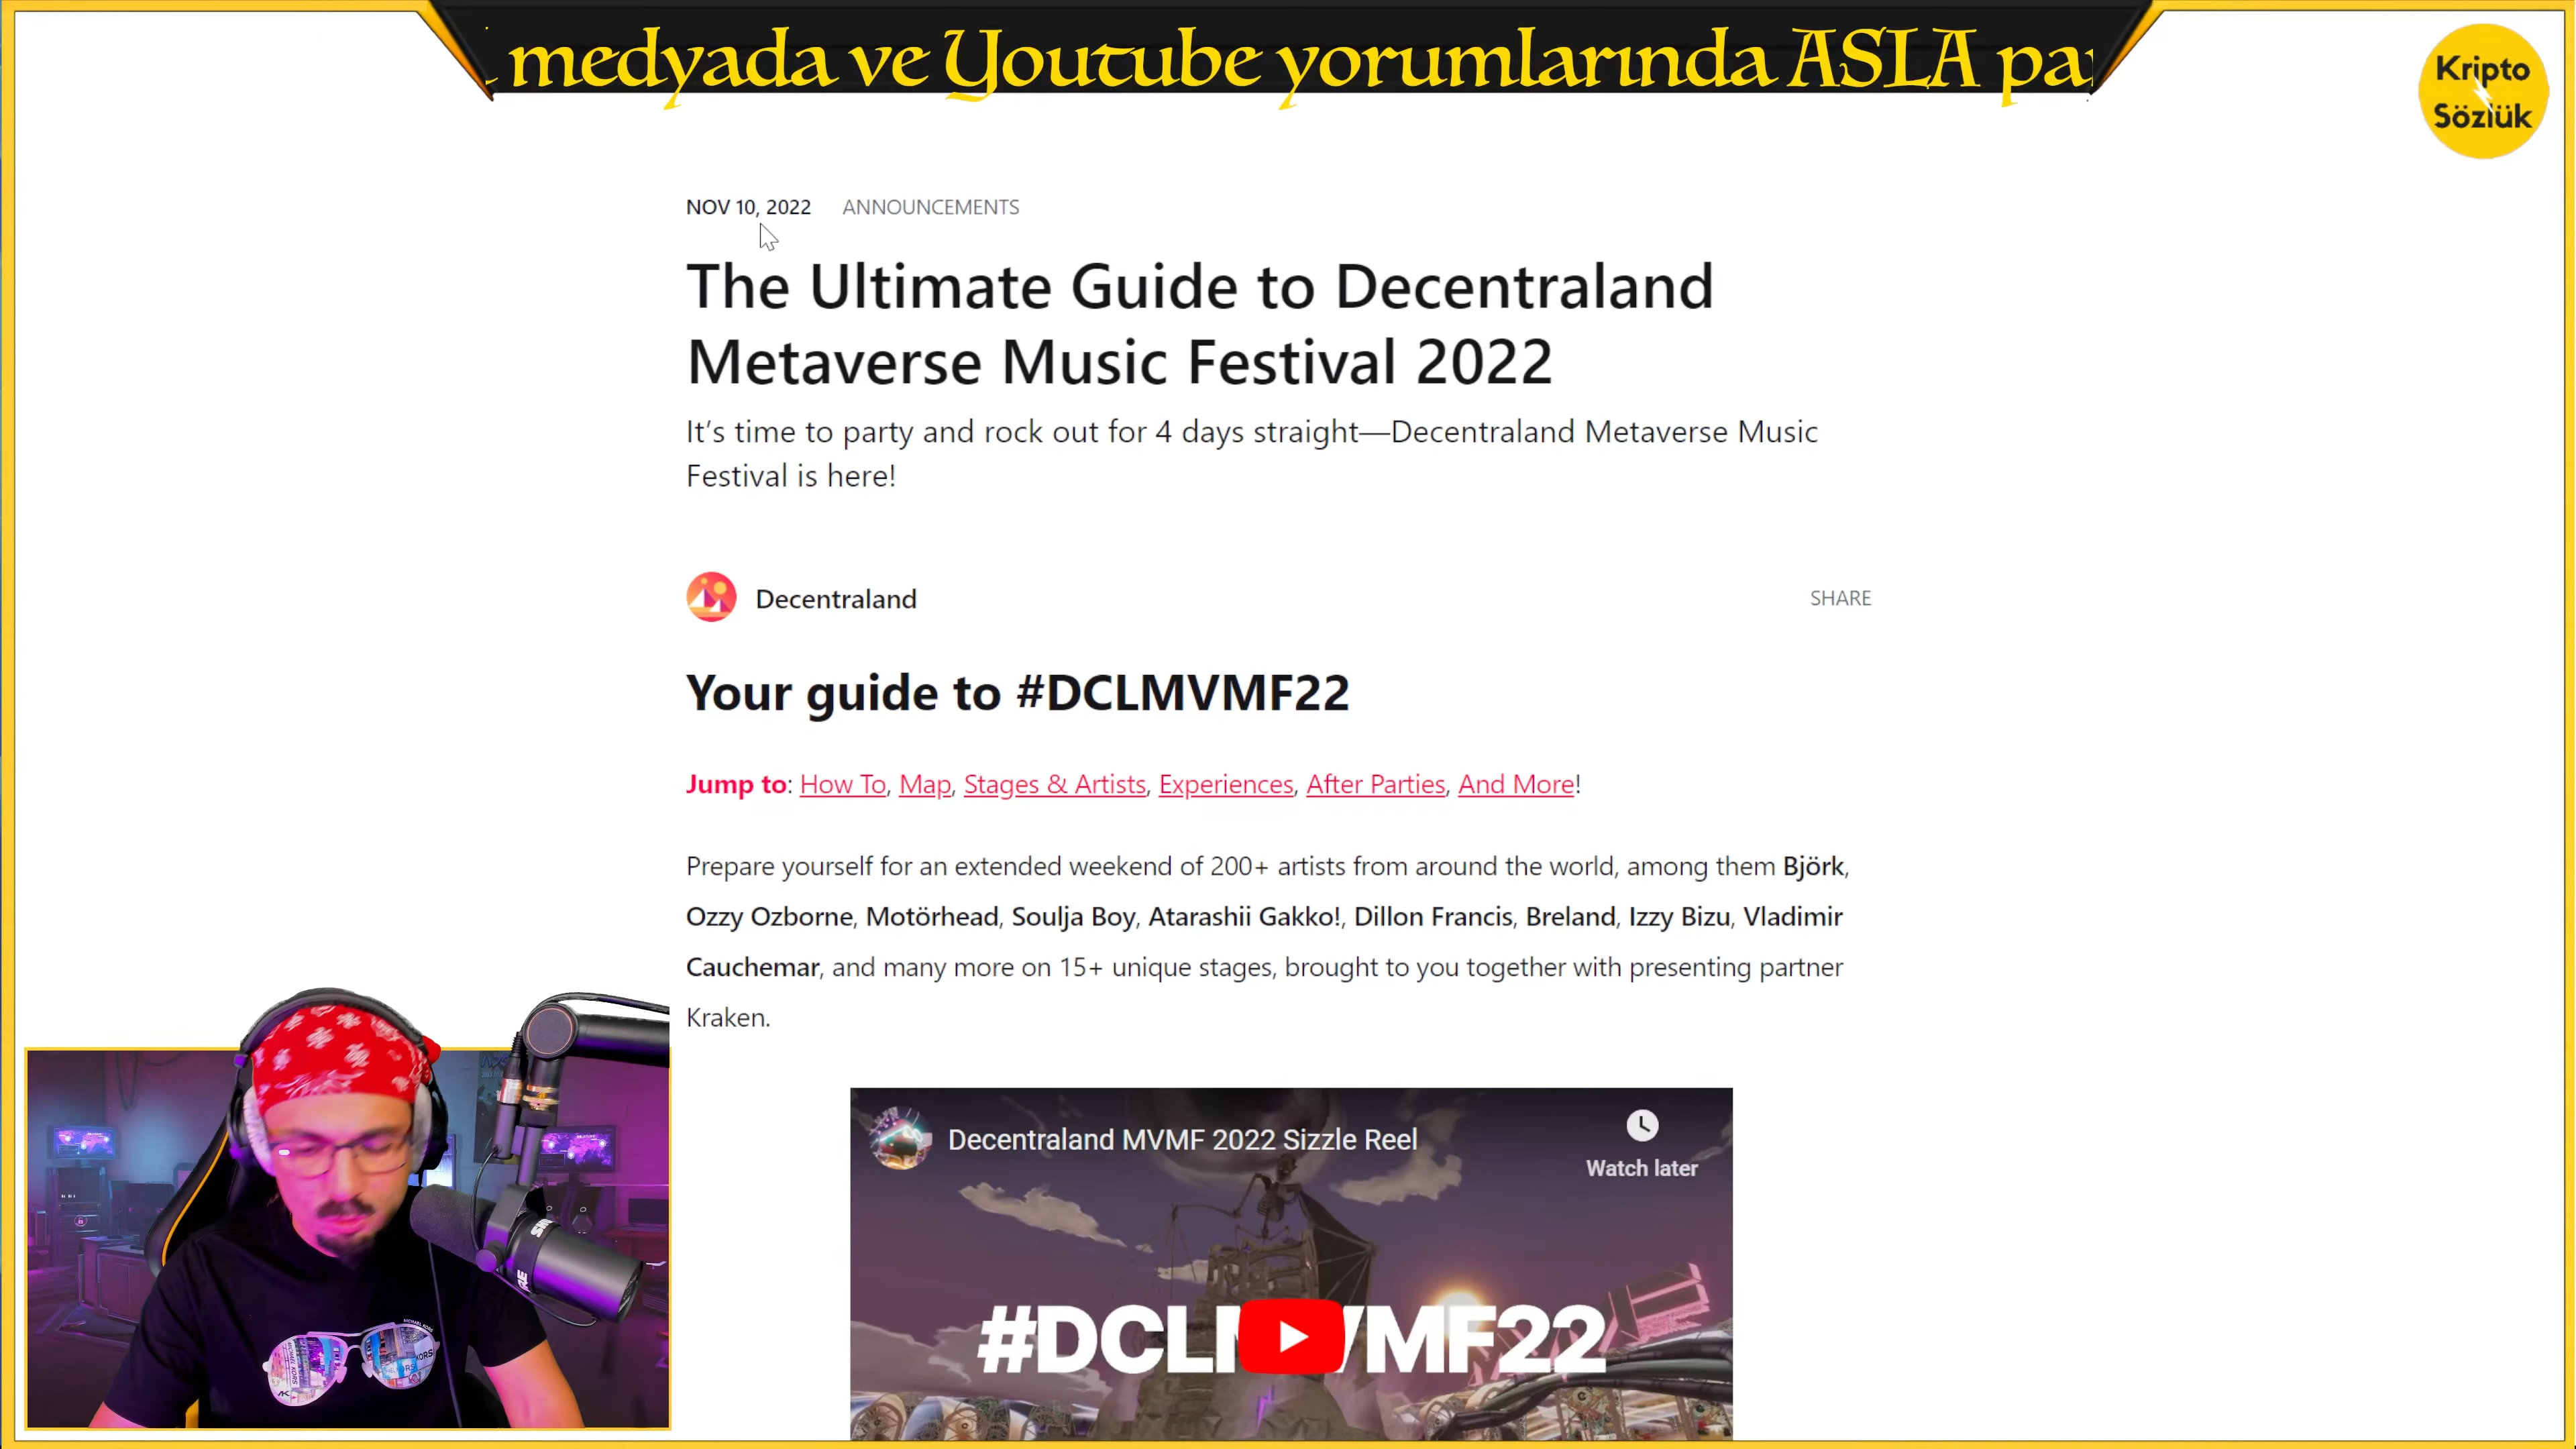 medyada ve Youtube yorumlarında ASLA
Kripto
Sözlük
NOV 10, 2022 ANNOUNCEMENTS
The Ultimate Guide to Decentraland
Metaverse Music Festival 2022
It's time to party and rock out for 4 days straight—Decentraland Metaverse Music
Festival is here!
Decentraland
SHARE
Your guide to #DCLMVMF22
Jump to: How To, Map, Stages & Artists, Experiences, After Parties, And More!
Prepare yourself for an extended weekend of 200+ artists from around the world, among them Björk,
Ozzy Ozborne, Motörhead, Soulja Boy, Atarashii Gakko!, Dillon Francis, Breland, Izzy Bizu, Vladimir
Cauchemar, and many more on 15+ unique stages, brought to you together with presenting partner
Kraken.
Decentraland MVMF 2022 Sizzle Reel
Watch later